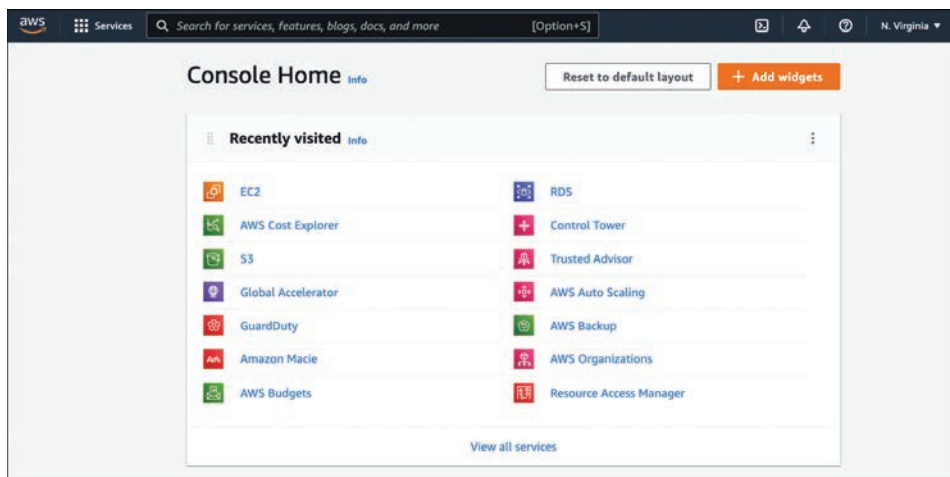 aws Services Search for services, features, blogs, docs, and more [Option+S] N. Virginia ▼
Console Home Info Reset to default layout + Add widgets
Recently visited Info
EC2
AWS Cost Explorer
S3
Global Accelerator
GuardDuty
Amazon Macie
AWS Budgets
RDS
Control Tower
Trusted Advisor
AWS Auto Scaling
AWS Backup
AWS Organizations
Resource Access Manager
View all services